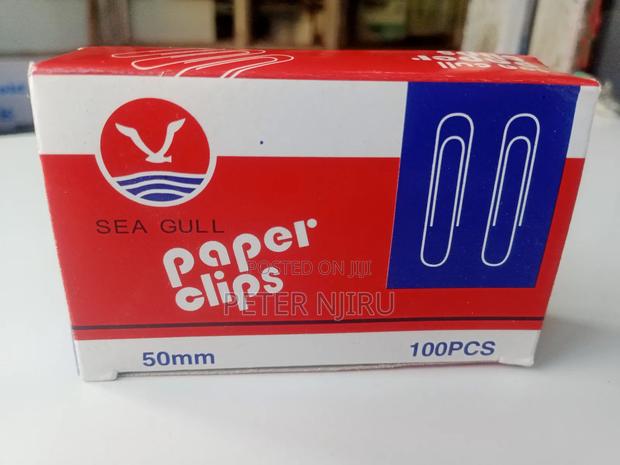 SEA GULL
paper
clips
POSTED ON JIJI
PETER NJIRU
50mm
100PCS